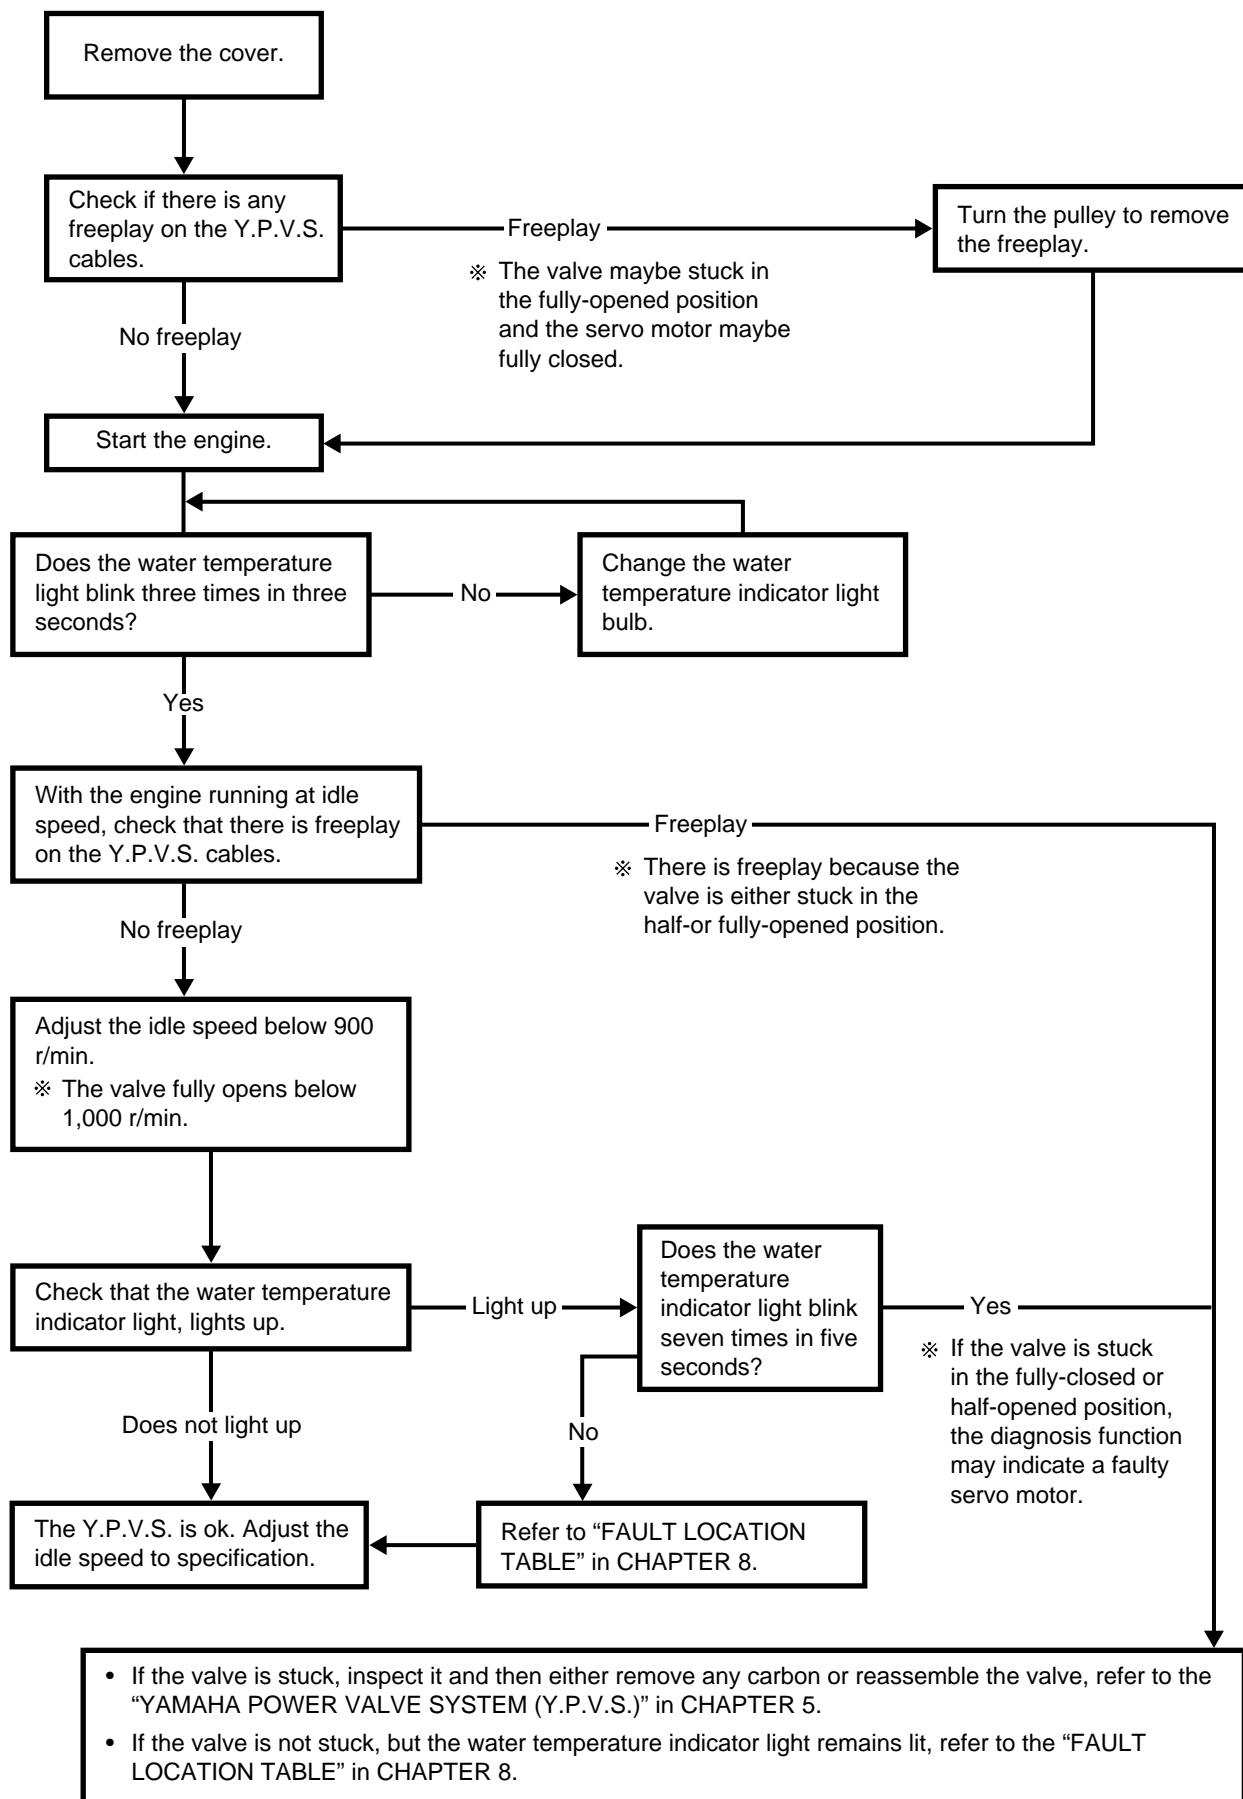 Remove the cover.
Check if there is any
freeplay on the Y.P.V.S.
cables.
Freeplay
※ The valve maybe stuck in
the fully-opened position
and the servo motor maybe
fully closed.
Turn the pulley to remove
the freeplay.
No freeplay
Start the engine.
Does the water temperature
light blink three times in three
seconds?
No
Change the water
temperature indicator light
bulb.
Yes
With the engine running at idle
speed, check that there is freeplay
on the Y.P.V.S. cables.
Freeplay
※ There is freeplay because the
valve is either stuck in the
half-or fully-opened position.
No freeplay
Adjust the idle speed below 900
r/min.
※ The valve fully opens below
1,000 r/min.
Check that the water temperature
indicator light, lights up.
Light up
Does the water
temperature
indicator light blink
seven times in five
seconds?
Yes
※ If the valve is stuck
in the fully-closed or
half-opened position,
the diagnosis function
may indicate a faulty
servo motor.
Does not light up
No
The Y.P.V.S. is ok. Adjust the
idle speed to specification.
Refer to “FAULT LOCATION
TABLE” in CHAPTER 8.
• If the valve is stuck, inspect it and then either remove any carbon or reassemble the valve, refer to the
“YAMAHA POWER VALVE SYSTEM (Y.P.V.S.)” in CHAPTER 5.
• If the valve is not stuck, but the water temperature indicator light remains lit, refer to the “FAULT
LOCATION TABLE” in CHAPTER 8.